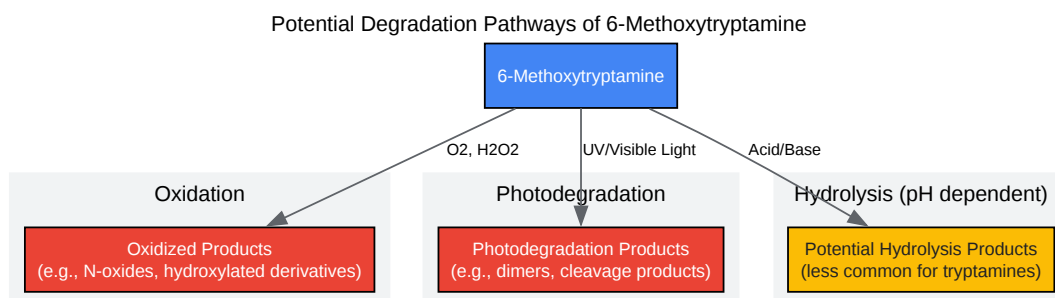 Potential Degradation Pathways of 6-Methoxytryptamine
6-Methoxytryptamine
O2, H2O2
UV/Visible Light
Acid/Base
Oxidation
Photodegradation
Hydrolysis (pH dependent)
Oxidized Products
(e.g., N-oxides, hydroxylated derivatives)
Photodegradation Products
(e.g., dimers, cleavage products)
Potential Hydrolysis Products
(less common for tryptamines)